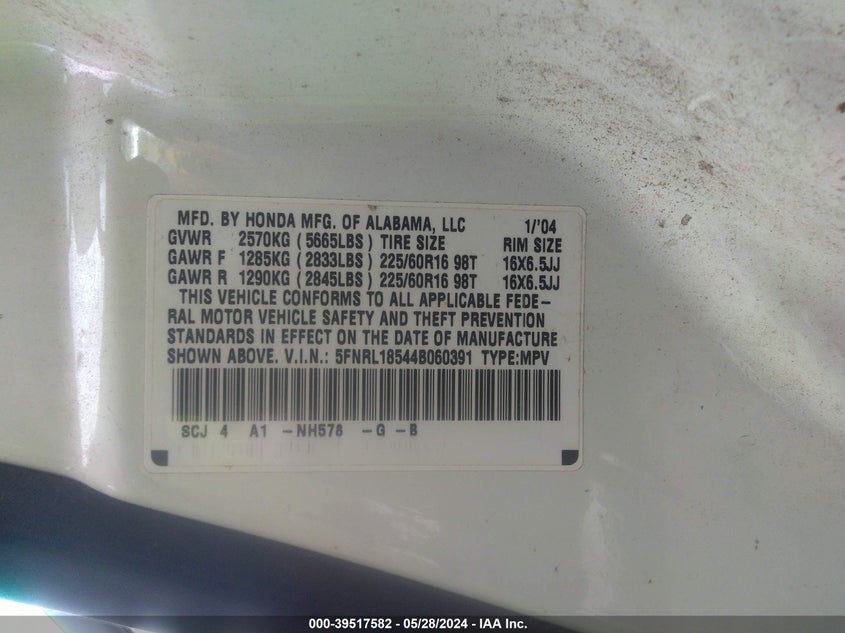 MFD. BY HONDA MFG. OF ALABAMA, LLC 1/'04
GVWR 2570KG ( 5665LBS ) TIRE SIZE RIM SIZE
GAWR F 1285KG ( 2833LBS ) 225/60R16 98T 16X6.5JJ
GAWR R 1290KG ( 2845LBS ) 225/60R16 98T 16X6.5JJ
THIS VEHICLE CONFORMS TO ALL APPLICABLE FEDE-
RAL MOTOR VEHICLE SAFETY AND THEFT PREVENTION
STANDARDS IN EFFECT ON THE DATE OF MANUFACTURE
SHOWN ABOVE. V.I.N.: 5FNRL18544B060391 TYPE:MPV
SCJ 4 A1 -NH578 -G -B
000-39517582 - 05/28/2024 - IAA Inc.